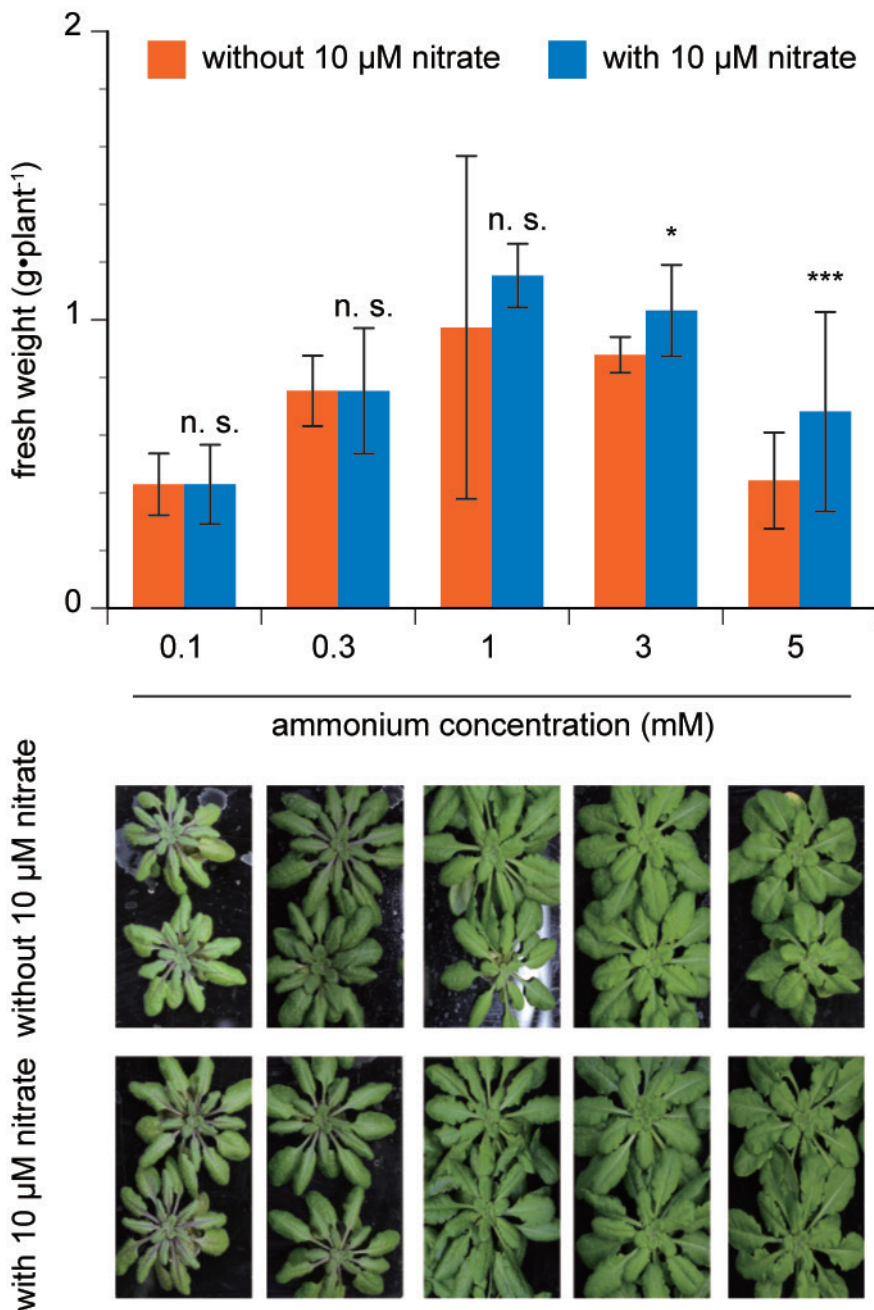 2
without 10 µM nitrate
with 10 µM nitrate
fresh weight (g•plant⁻¹)
n. s.
n. s.
n. s.
*
***
1
0
0.1
0.3
1
3
5
ammonium concentration (mM)
without 10 µM nitrate
with 10 µM nitrate